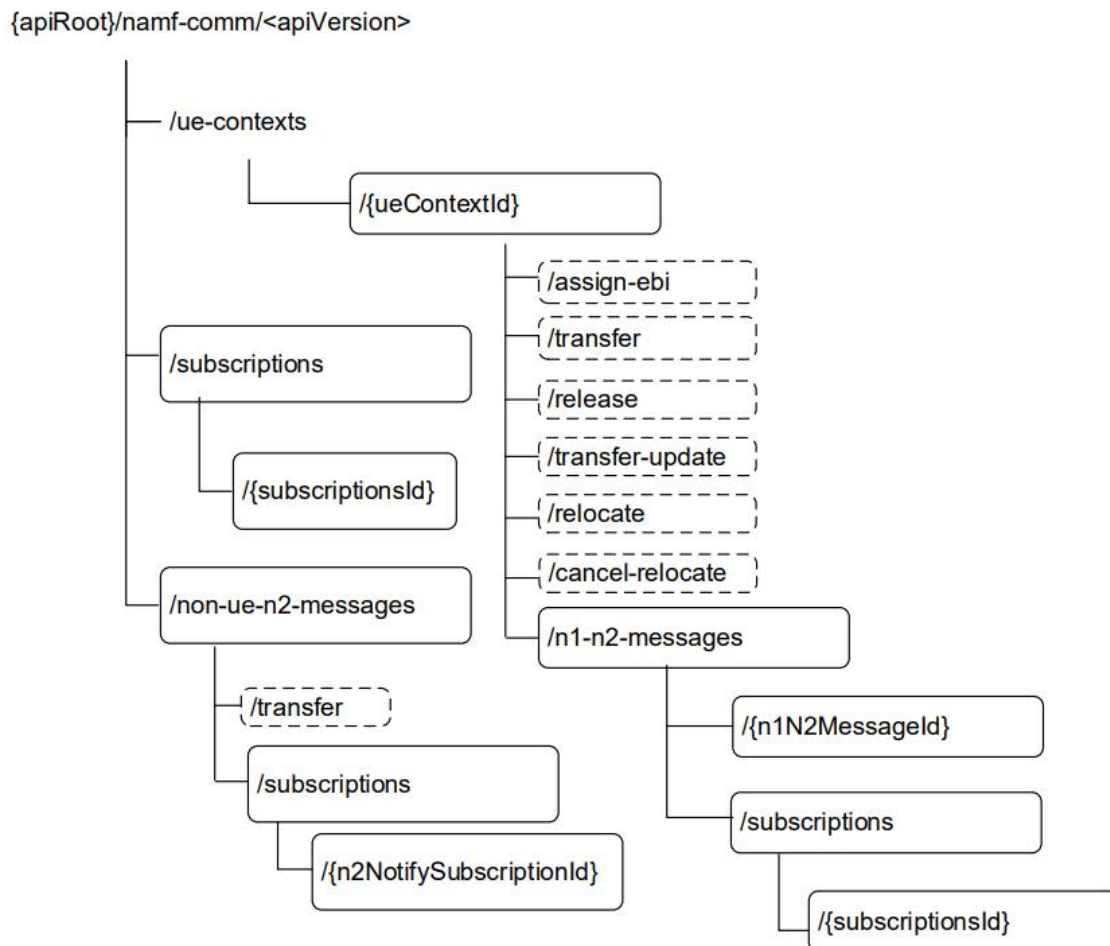 {apiRoot}/namf-comm/<apiVersion>
/ue-contexts
/{ueContextId}
/assign-ebi
/transfer
/release
/transfer-update
/relocate
/cancel-relocate
/n1-n2-messages
/{n1N2MessageId}
/subscriptions
/{subscriptionsId}
/subscriptions
/{subscriptionsId}
/non-ue-n2-messages
/transfer
/subscriptions
/{n2NotifySubscriptionId}